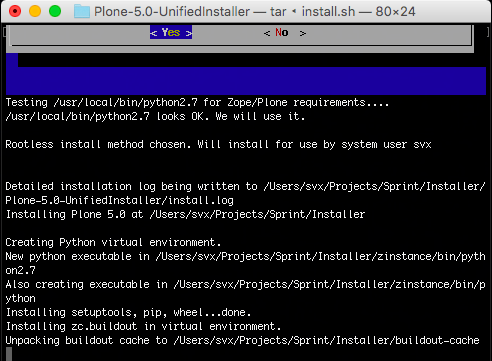 Plone-5.0-UnifiedInstaller — tar ◂ install.sh — 80×24
< Yes > < No >
Testing /usr/local/bin/python2.7 for Zope/Plone requirements....
/usr/local/bin/python2.7 looks OK. We will use it.
Rootless install method chosen. Will install for use by system user svx
Detailed installation log being written to /Users/svx/Projects/Sprint/Installer/
Plone-5.0-UnifiedInstaller/install.log
Installing Plone 5.0 at /Users/svx/Projects/Sprint/Installer
Creating Python virtual environment.
New python executable in /Users/svx/Projects/Sprint/Installer/zinstance/bin/pyth
on2.7
Also creating executable in /Users/svx/Projects/Sprint/Installer/zinstance/bin/p
ython
Installing setuptools, pip, wheel...done.
Installing zc.buildout in virtual environment.
Unpacking buildout cache to /Users/svx/Projects/Sprint/Installer/buildout-cache